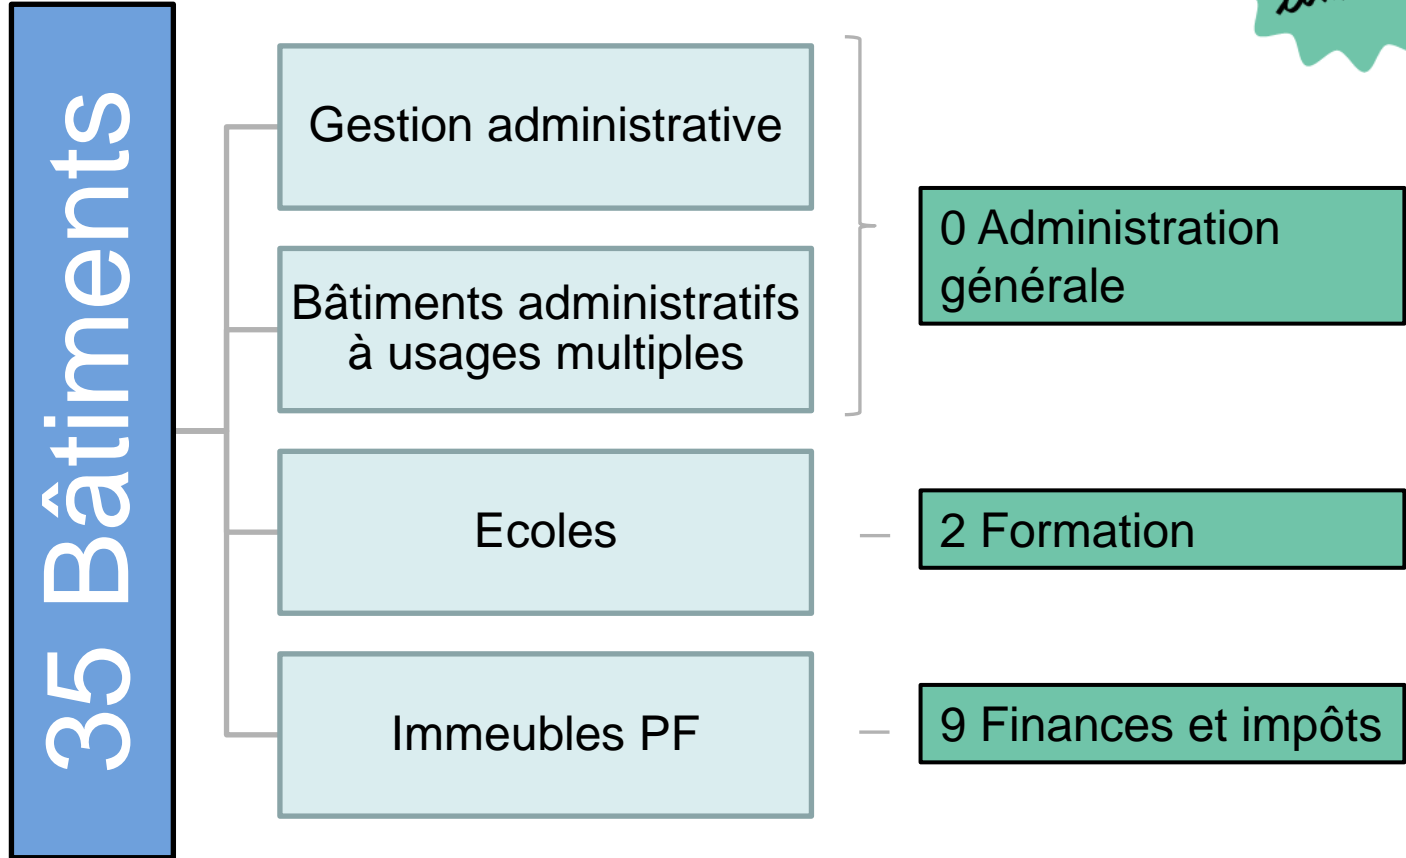 35 Bâtiments
Gestion administrative
Bâtiments administratifs
à usages multiples
Ecoles
Immeubles PF
0 Administration
générale
2 Formation
9 Finances et impôts